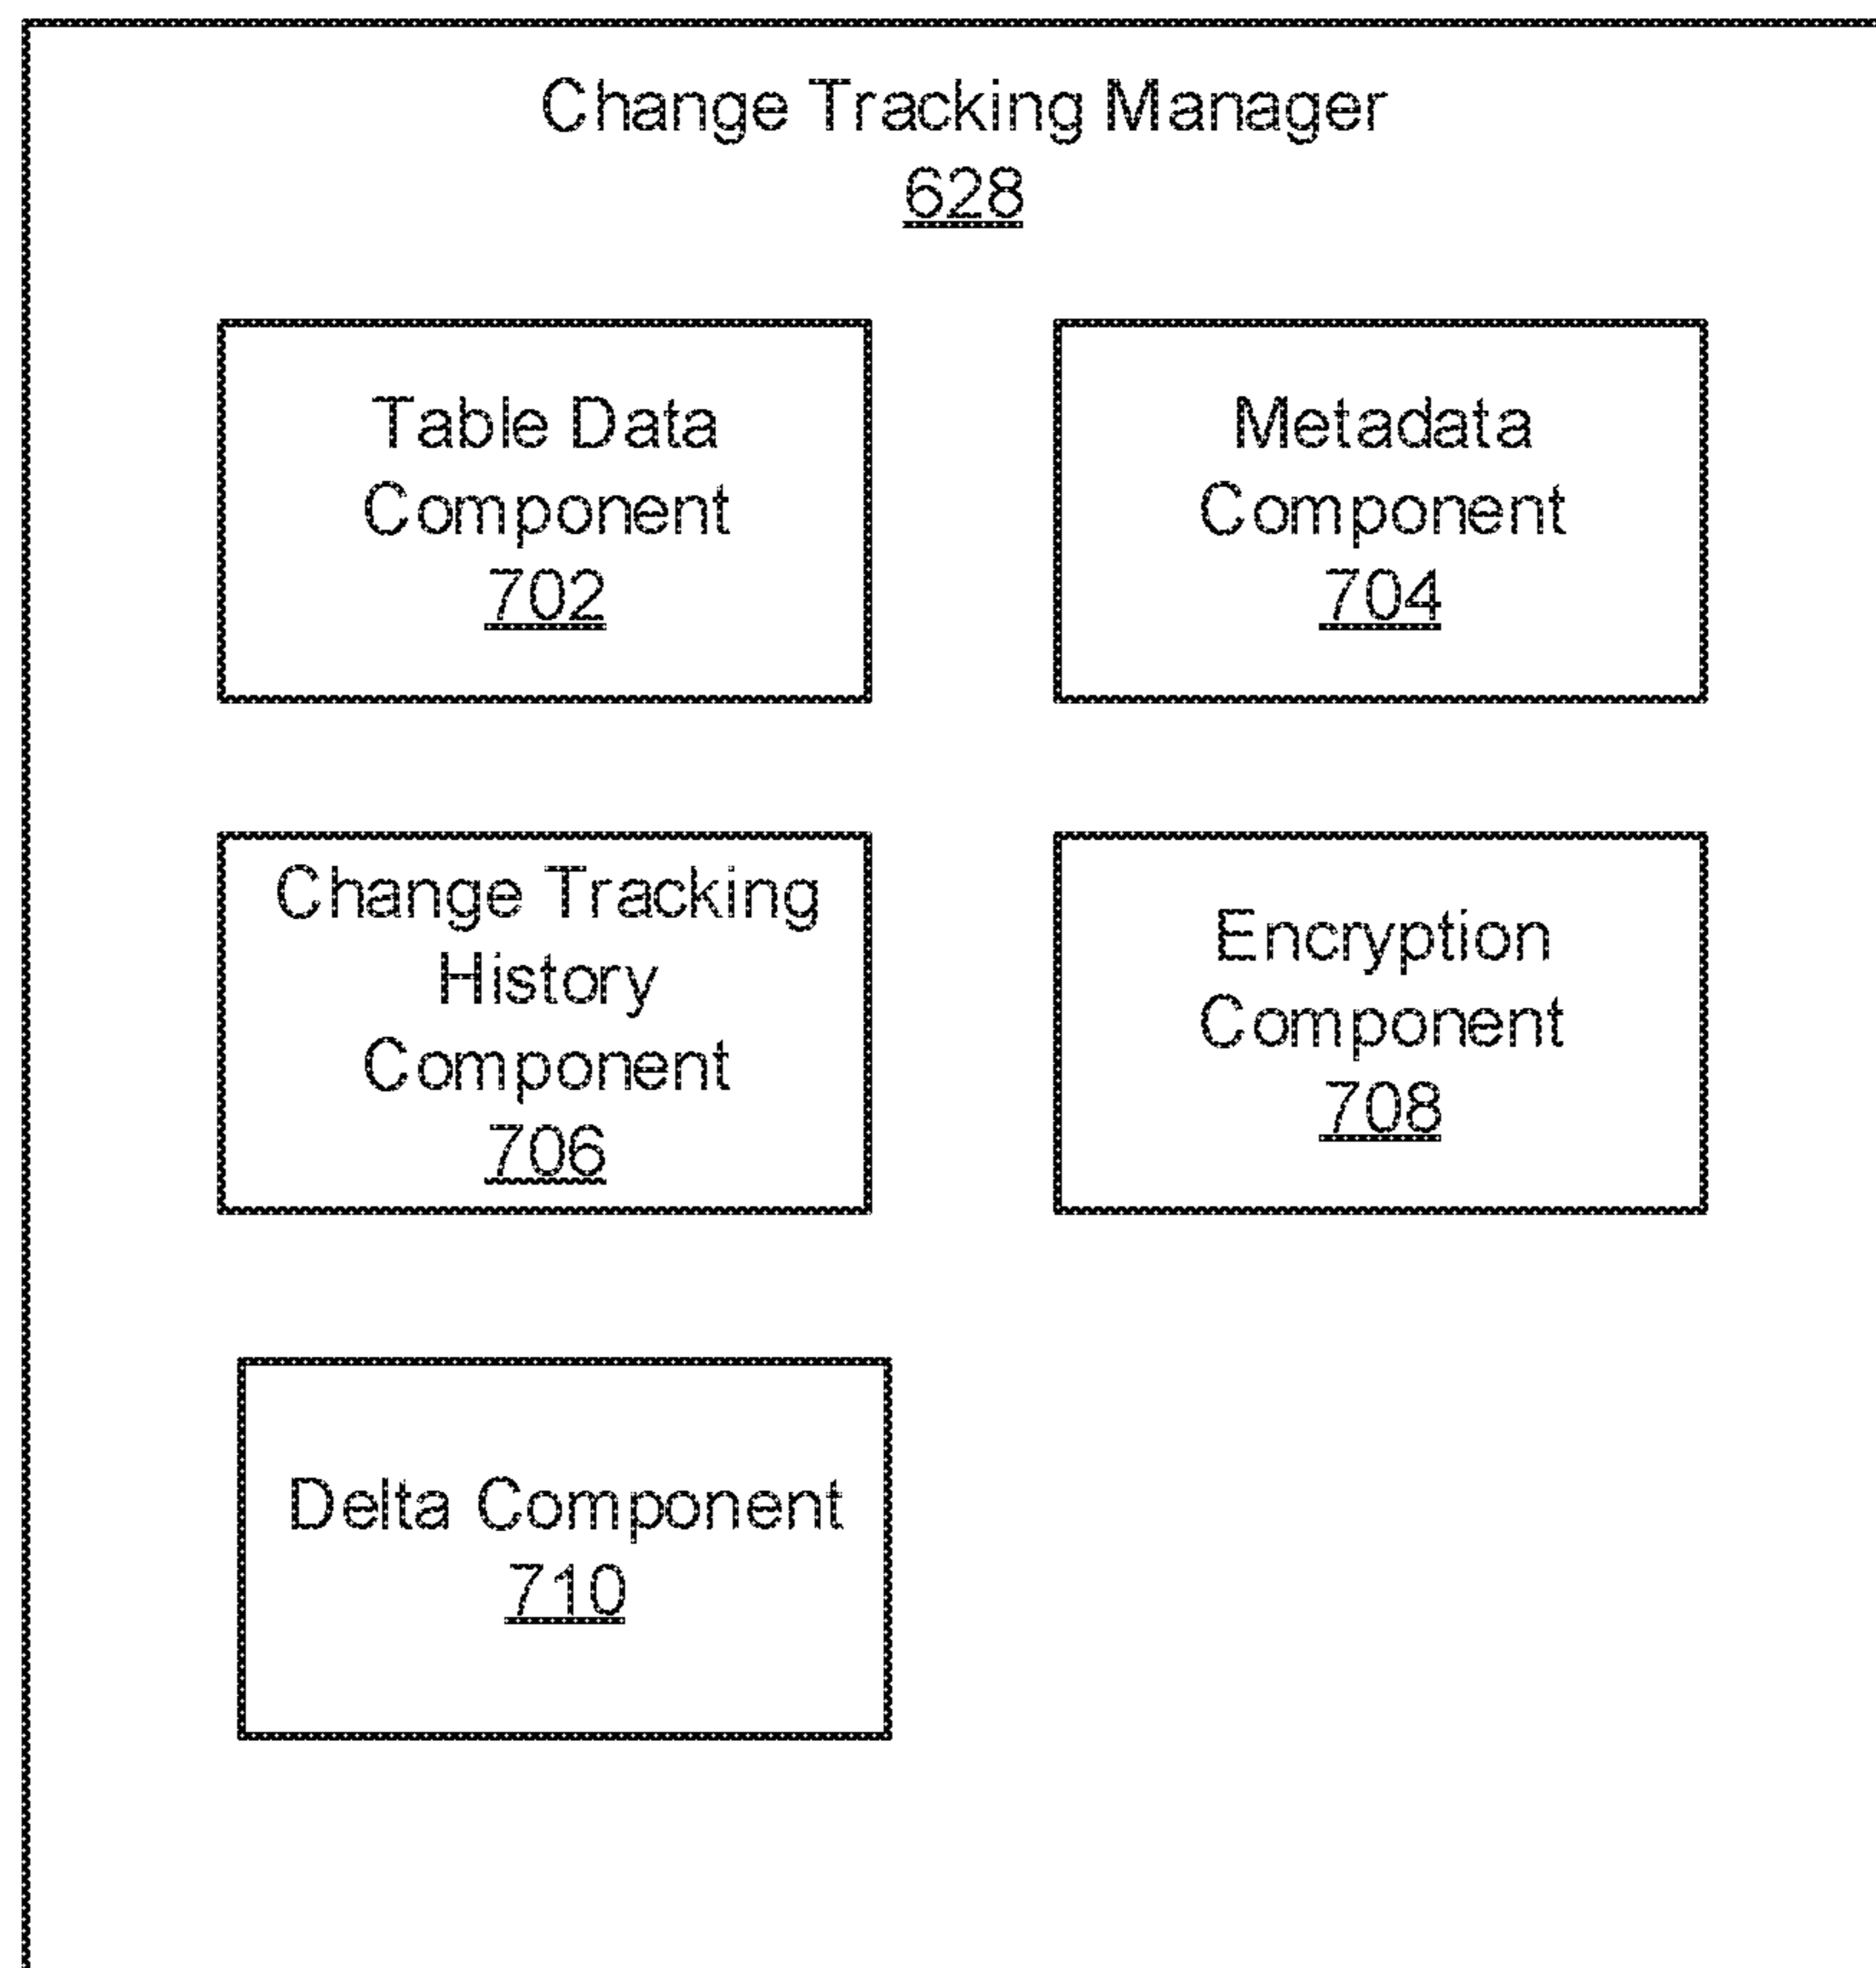 Change Tracking Manager
628
Table Data
Component
702
Metadata
Component
704
Change Tracking
History
Component
706
Encryption
Component
708
Delta Component
710